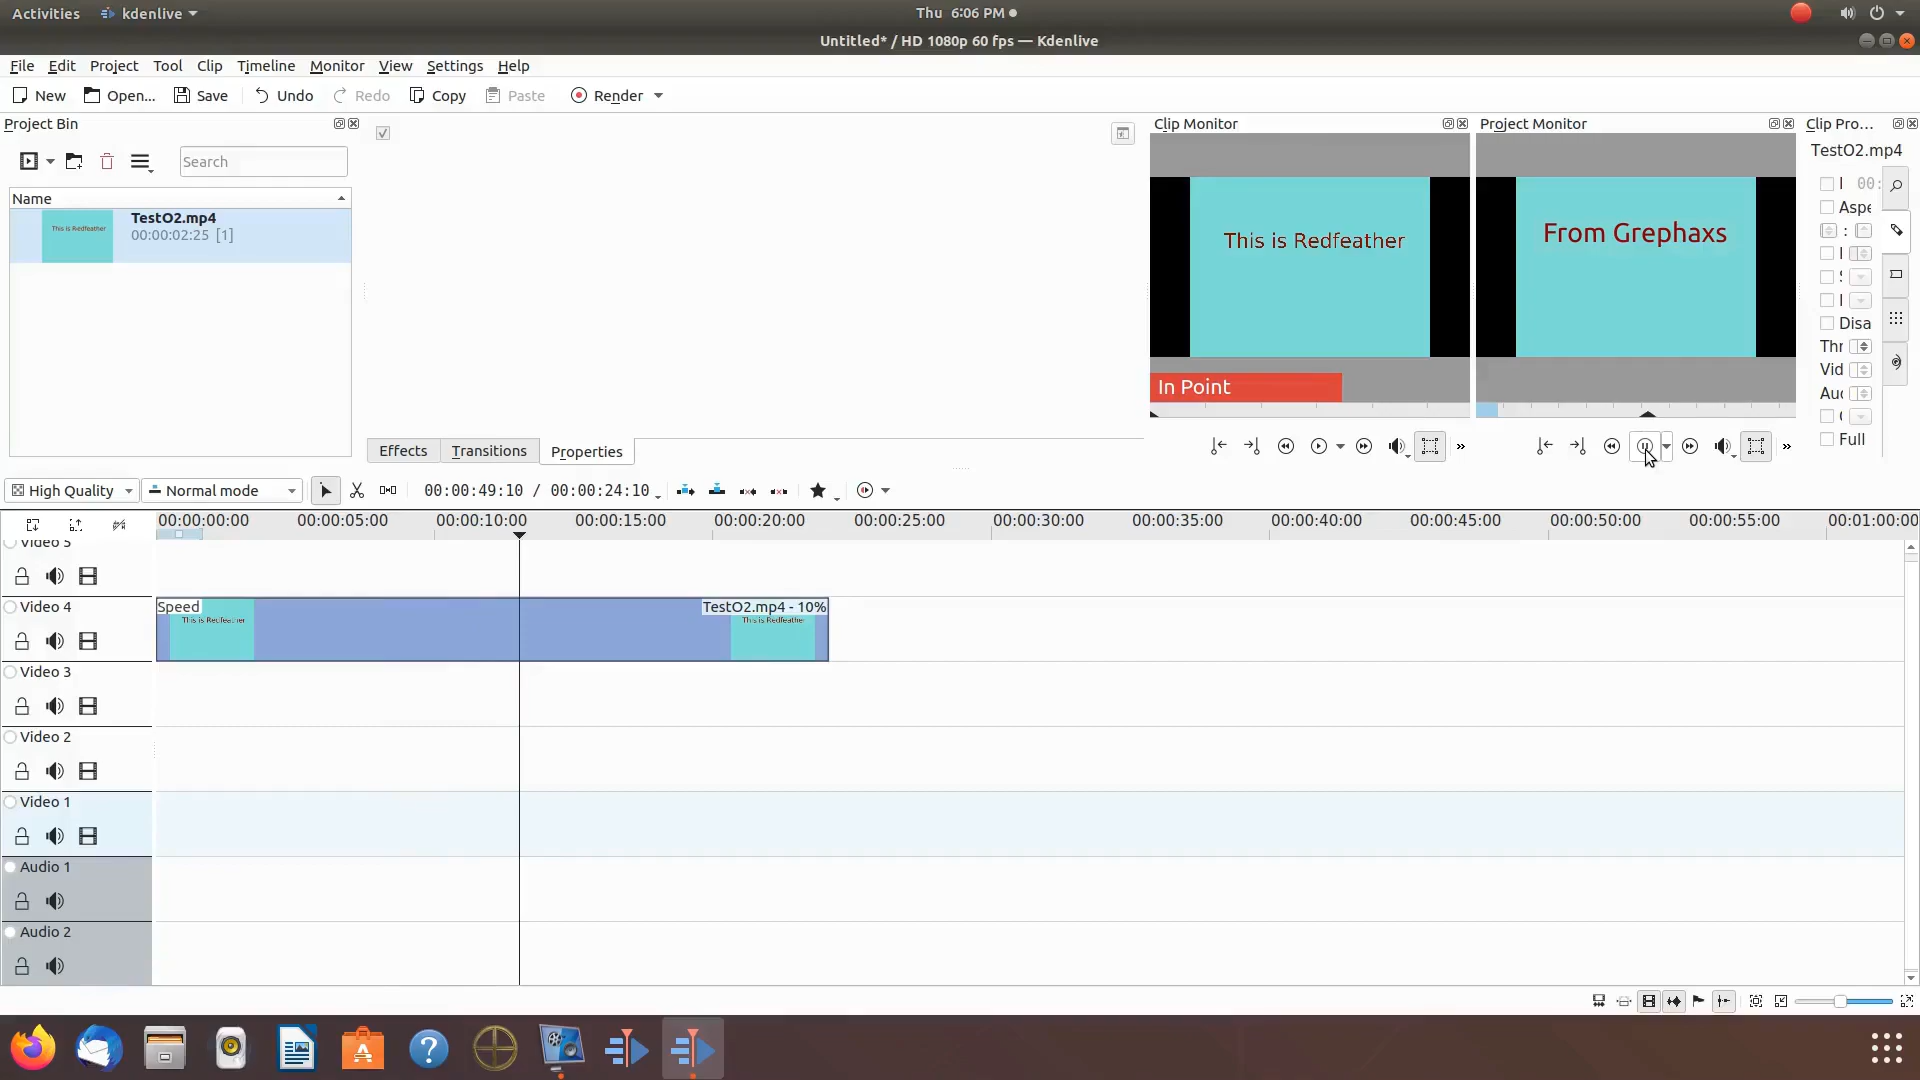 Activities kdenlive Thu 6:06 PM
Untitled* / HD 1080p 60 fps — Kdenlive
File Edit Project Tool Clip Timeline Monitor View Settings Help
New Open... Save Undo Redo Copy Paste Render
Project Bin
Search
Name
TestO2.mp4
00:00:02:25 [1]
This is Redfeather
Effects Transitions Properties
Clip Monitor
This is Redfeather
In Point
Project Monitor
From Grephaxs
Clip Pro...
TestO2.mp4
00:
Aspe
:
Disa
Thr
Vid
Auc
Full
High Quality Normal mode 00:00:49:10 / 00:00:24:10
00:00:00:00 00:00:05:00 00:00:10:00 00:00:15:00 00:00:20:00 00:00:25:00 00:00:30:00 00:00:35:00 00:00:40:00 00:00:45:00 00:00:50:00 00:00:55:00 00:01:00:00
Video 5
Video 4
Speed TestO2.mp4 - 10%
This is Redfeather This is Redfeather
Video 3
Video 2
Video 1
Audio 1
Audio 2